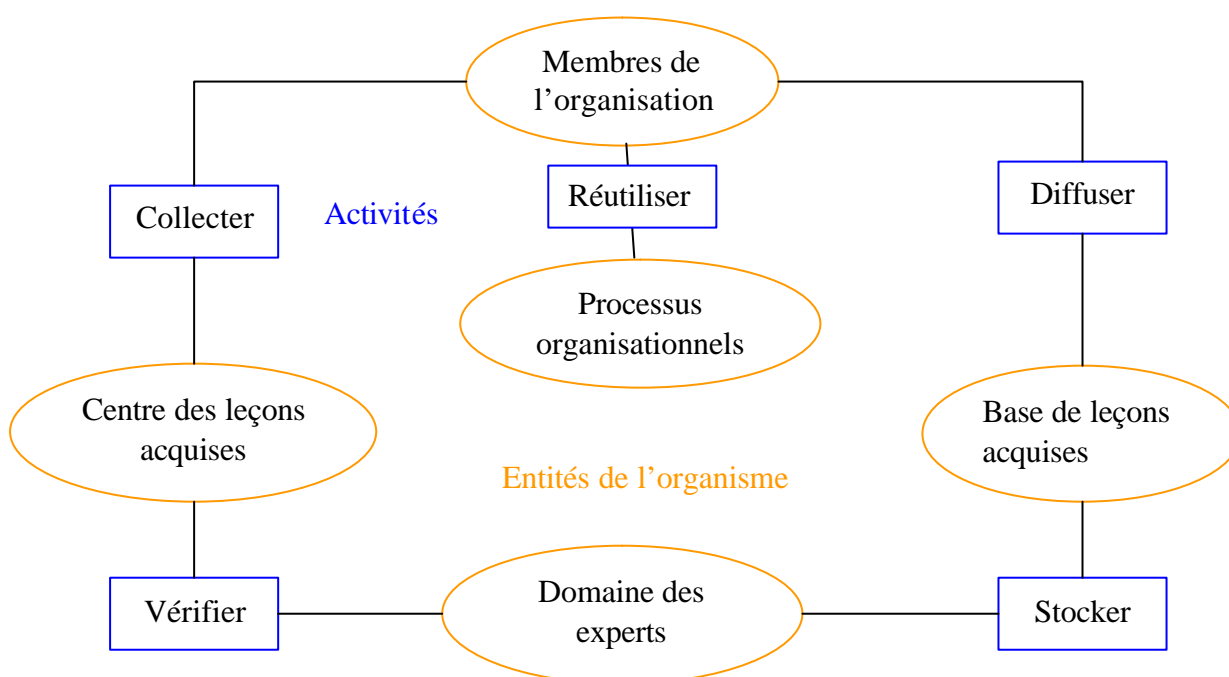 Membres de
l’organisation
Collecter
Activités
Réutiliser
Diffuser
Processus
organisationnels
Centre des leçons
acquises
Base de leçons
acquises
Entités de l’organisme
Vérifier
Domaine des
experts
Stocker